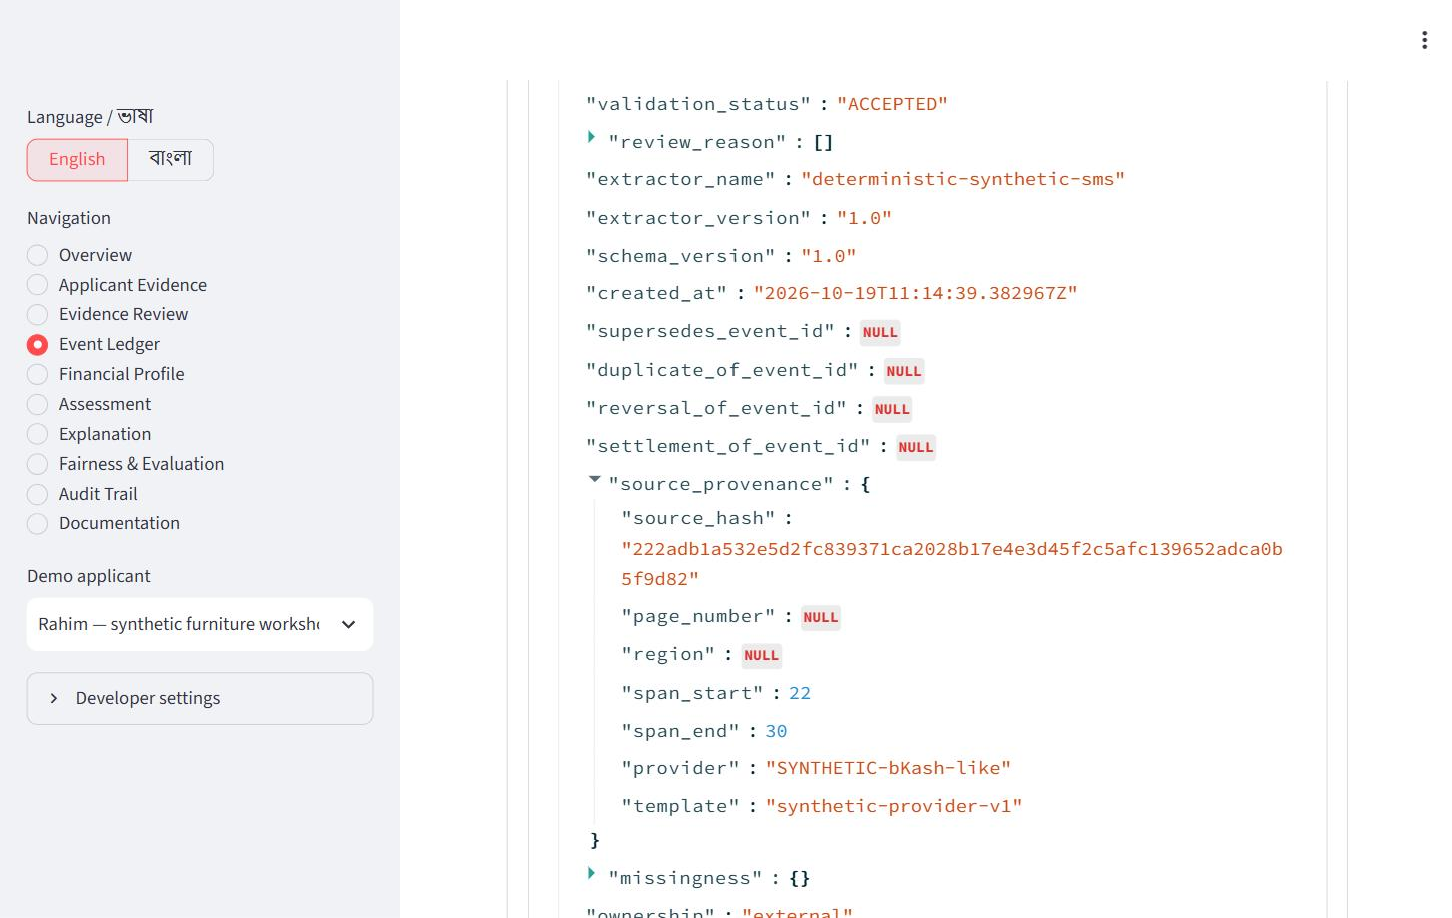 Language / ভাষা
English
বাংলা
Navigation
Overview
Applicant Evidence
Evidence Review
Event Ledger
Financial Profile
Assessment
Explanation
Fairness & Evaluation
Audit Trail
Documentation
Demo applicant
Rahim — synthetic furniture worksh
Developer settings
"validation_status" : "ACCEPTED"
"review_reason" : []
"extractor_name" : "deterministic-synthetic-sms"
"extractor_version" : "1.0"
"schema_version" : "1.0"
"created_at" : "2026-10-19T11:14:39.382967Z"
"supersedes_event_id" : NULL
"duplicate_of_event_id" : NULL
"reversal_of_event_id" : NULL
"settlement_of_event_id" : NULL
"source_provenance" : {
"source_hash" :
"222adb1a532e5d2fc839371ca2028b17e4e3d45f2c5afc139652adca0b
5f9d82"
"page_number" : NULL
"region" : NULL
"span_start" : 22
"span_end" : 30
"provider" : "SYNTHETIC-bKash-like"
"template" : "synthetic-provider-v1"
}
"missingness" : {}
"ownership" : "external"